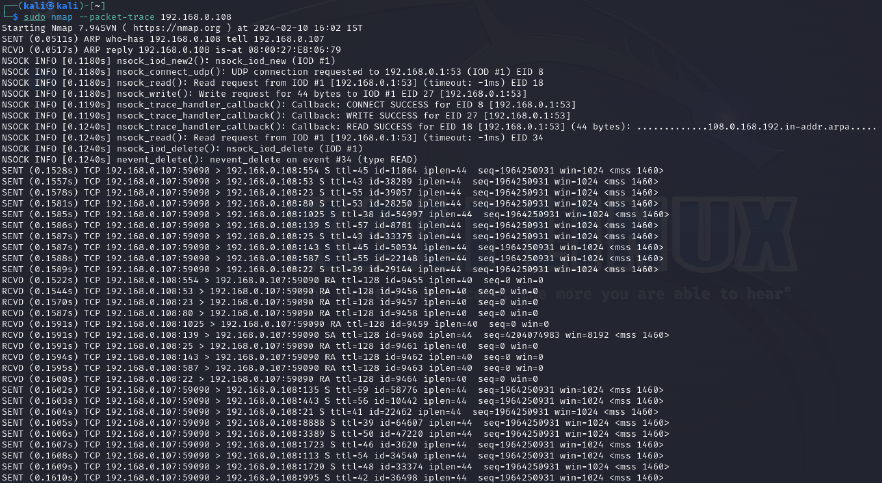 ┌──(kali㉿kali)-[~]
└─$ sudo nmap --packet-trace 192.168.0.108
Starting Nmap 7.94SVN ( https://nmap.org ) at 2024-02-10 16:02 IST
SENT (0.0511s) ARP who-has 192.168.0.108 tell 192.168.0.107
RCVD (0.0517s) ARP reply 192.168.0.108 is-at 08:00:27:E8:06:79
NSOCK INFO [0.1180s] nsock_iod_new2(): nsock_iod_new (IOD #1)
NSOCK INFO [0.1180s] nsock_connect_udp(): UDP connection requested to 192.168.0.1:53 (IOD #1) EID 8
NSOCK INFO [0.1180s] nsock_read(): Read request from IOD #1 [192.168.0.1:53] (timeout: -1ms) EID 18
NSOCK INFO [0.1180s] nsock_write(): Write request for 44 bytes to IOD #1 EID 27 [192.168.0.1:53]
NSOCK INFO [0.1190s] nsock_trace_handler_callback(): Callback: CONNECT SUCCESS for EID 8 [192.168.0.1:53]
NSOCK INFO [0.1190s] nsock_trace_handler_callback(): Callback: WRITE SUCCESS for EID 27 [192.168.0.1:53]
NSOCK INFO [0.1240s] nsock_trace_handler_callback(): Callback: READ SUCCESS for EID 18 [192.168.0.1:53] (44 bytes): .............108.0.168.192.in-addr.arpa.....
NSOCK INFO [0.1240s] nsock_read(): Read request from IOD #1 [192.168.0.1:53] (timeout: -1ms) EID 34
NSOCK INFO [0.1240s] nsock_iod_delete(): nsock_iod_delete (IOD #1)
NSOCK INFO [0.1240s] nevent_delete(): nevent_delete on event #34 (type READ)
SENT (0.1528s) TCP 192.168.0.107:59090 > 192.168.0.108:554 S ttl=45 id=11064 iplen=44  seq=1964250931 win=1024 <mss 1460>
SENT (0.1557s) TCP 192.168.0.107:59090 > 192.168.0.108:53 S ttl=43 id=38289 iplen=44  seq=1964250931 win=1024 <mss 1460>
SENT (0.1578s) TCP 192.168.0.107:59090 > 192.168.0.108:23 S ttl=55 id=39057 iplen=44  seq=1964250931 win=1024 <mss 1460>
SENT (0.1581s) TCP 192.168.0.107:59090 > 192.168.0.108:80 S ttl=53 id=28250 iplen=44  seq=1964250931 win=1024 <mss 1460>
SENT (0.1585s) TCP 192.168.0.107:59090 > 192.168.0.108:1025 S ttl=38 id=54997 iplen=44  seq=1964250931 win=1024 <mss 1460>
SENT (0.1586s) TCP 192.168.0.107:59090 > 192.168.0.108:139 S ttl=57 id=8781 iplen=44  seq=1964250931 win=1024 <mss 1460>
SENT (0.1587s) TCP 192.168.0.107:59090 > 192.168.0.108:25 S ttl=43 id=33375 iplen=44  seq=1964250931 win=1024 <mss 1460>
SENT (0.1587s) TCP 192.168.0.107:59090 > 192.168.0.108:143 S ttl=45 id=50534 iplen=44  seq=1964250931 win=1024 <mss 1460>
SENT (0.1588s) TCP 192.168.0.107:59090 > 192.168.0.108:587 S ttl=55 id=22148 iplen=44  seq=1964250931 win=1024 <mss 1460>
SENT (0.1589s) TCP 192.168.0.107:59090 > 192.168.0.108:22 S ttl=39 id=29144 iplen=44  seq=1964250931 win=1024 <mss 1460>
RCVD (0.1522s) TCP 192.168.0.108:554 > 192.168.0.107:59090 RA ttl=128 id=9455 iplen=40  seq=0 win=0
RCVD (0.1544s) TCP 192.168.0.108:53 > 192.168.0.107:59090 RA ttl=128 id=9456 iplen=40  seq=0 win=0
RCVD (0.1570s) TCP 192.168.0.108:23 > 192.168.0.107:59090 RA ttl=128 id=9457 iplen=40  seq=0 win=0
RCVD (0.1587s) TCP 192.168.0.108:80 > 192.168.0.107:59090 RA ttl=128 id=9458 iplen=40  seq=0 win=0
RCVD (0.1591s) TCP 192.168.0.108:1025 > 192.168.0.107:59090 RA ttl=128 id=9459 iplen=40  seq=0 win=0
RCVD (0.1591s) TCP 192.168.0.108:139 > 192.168.0.107:59090 SA ttl=128 id=9460 iplen=44  seq=4204074983 win=8192 <mss 1460>
RCVD (0.1591s) TCP 192.168.0.108:25 > 192.168.0.107:59090 RA ttl=128 id=9461 iplen=40  seq=0 win=0
RCVD (0.1594s) TCP 192.168.0.108:143 > 192.168.0.107:59090 RA ttl=128 id=9462 iplen=40  seq=0 win=0
RCVD (0.1595s) TCP 192.168.0.108:587 > 192.168.0.107:59090 RA ttl=128 id=9463 iplen=40  seq=0 win=0
RCVD (0.1600s) TCP 192.168.0.108:22 > 192.168.0.107:59090 RA ttl=128 id=9464 iplen=40  seq=0 win=0
SENT (0.1602s) TCP 192.168.0.107:59090 > 192.168.0.108:135 S ttl=59 id=58776 iplen=44  seq=1964250931 win=1024 <mss 1460>
SENT (0.1603s) TCP 192.168.0.107:59090 > 192.168.0.108:443 S ttl=56 id=10442 iplen=44  seq=1964250931 win=1024 <mss 1460>
SENT (0.1604s) TCP 192.168.0.107:59090 > 192.168.0.108:21 S ttl=41 id=22462 iplen=44  seq=1964250931 win=1024 <mss 1460>
SENT (0.1605s) TCP 192.168.0.107:59090 > 192.168.0.108:8888 S ttl=39 id=64607 iplen=44  seq=1964250931 win=1024 <mss 1460>
SENT (0.1606s) TCP 192.168.0.107:59090 > 192.168.0.108:3389 S ttl=50 id=47220 iplen=44  seq=1964250931 win=1024 <mss 1460>
SENT (0.1607s) TCP 192.168.0.107:59090 > 192.168.0.108:1723 S ttl=46 id=3620 iplen=44  seq=1964250931 win=1024 <mss 1460>
SENT (0.1608s) TCP 192.168.0.107:59090 > 192.168.0.108:113 S ttl=54 id=34540 iplen=44  seq=1964250931 win=1024 <mss 1460>
SENT (0.1609s) TCP 192.168.0.107:59090 > 192.168.0.108:1720 S ttl=48 id=33374 iplen=44  seq=1964250931 win=1024 <mss 1460>
SENT (0.1610s) TCP 192.168.0.107:59090 > 192.168.0.108:995 S ttl=42 id=36498 iplen=44  seq=1964250931 win=1024 <mss 1460>
UX
more you are able to hear"